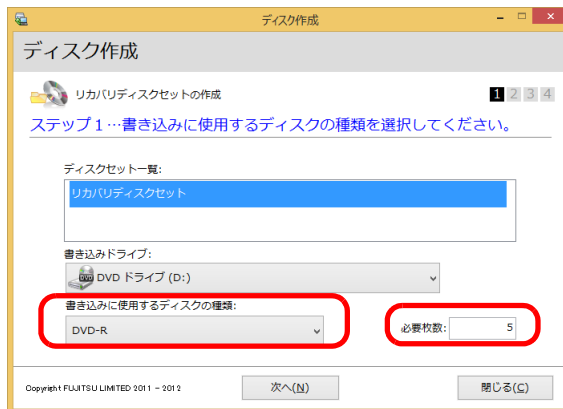 ディスク作成
ディスク作成
リカバリディスクセットの作成
1 2 3 4
ステップ1…書き込みに使用するディスクの種類を選択してください。
ディスクセット一覧:
リカバリディスクセット
書き込みドライブ:
DVD ドライブ (D:)
書き込みに使用するディスクの種類:
DVD-R
必要枚数: 5
Copyright FUJITSU LIMITED 2011 - 2012
次へ(N)
閉じる(C)